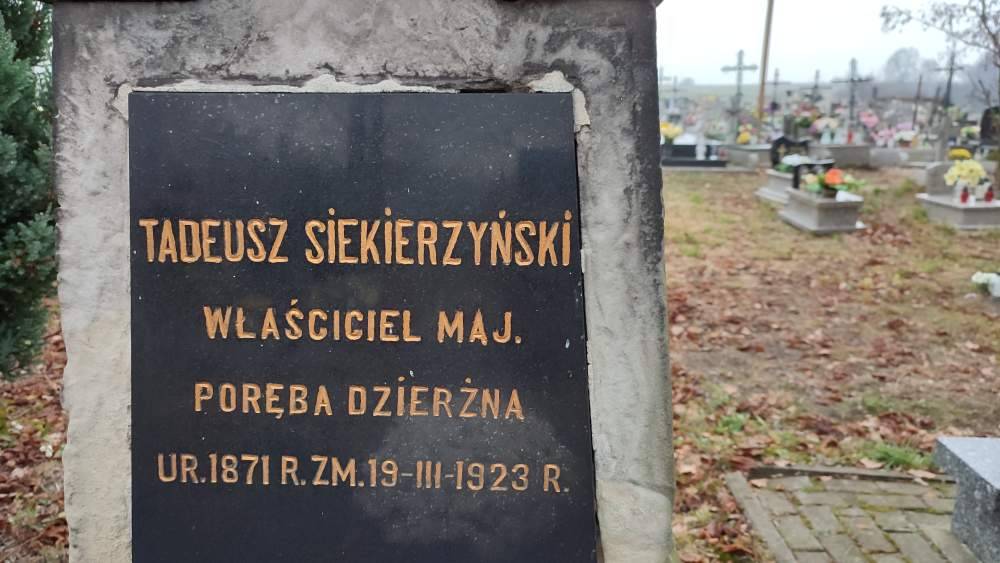 TADEUSZ SIEKIERZYŃSKI
WŁAŚCICIEL MAJ.
PORĘBA DZIERŻNA
UR.1871 R. ZM.19-III-1923 R.